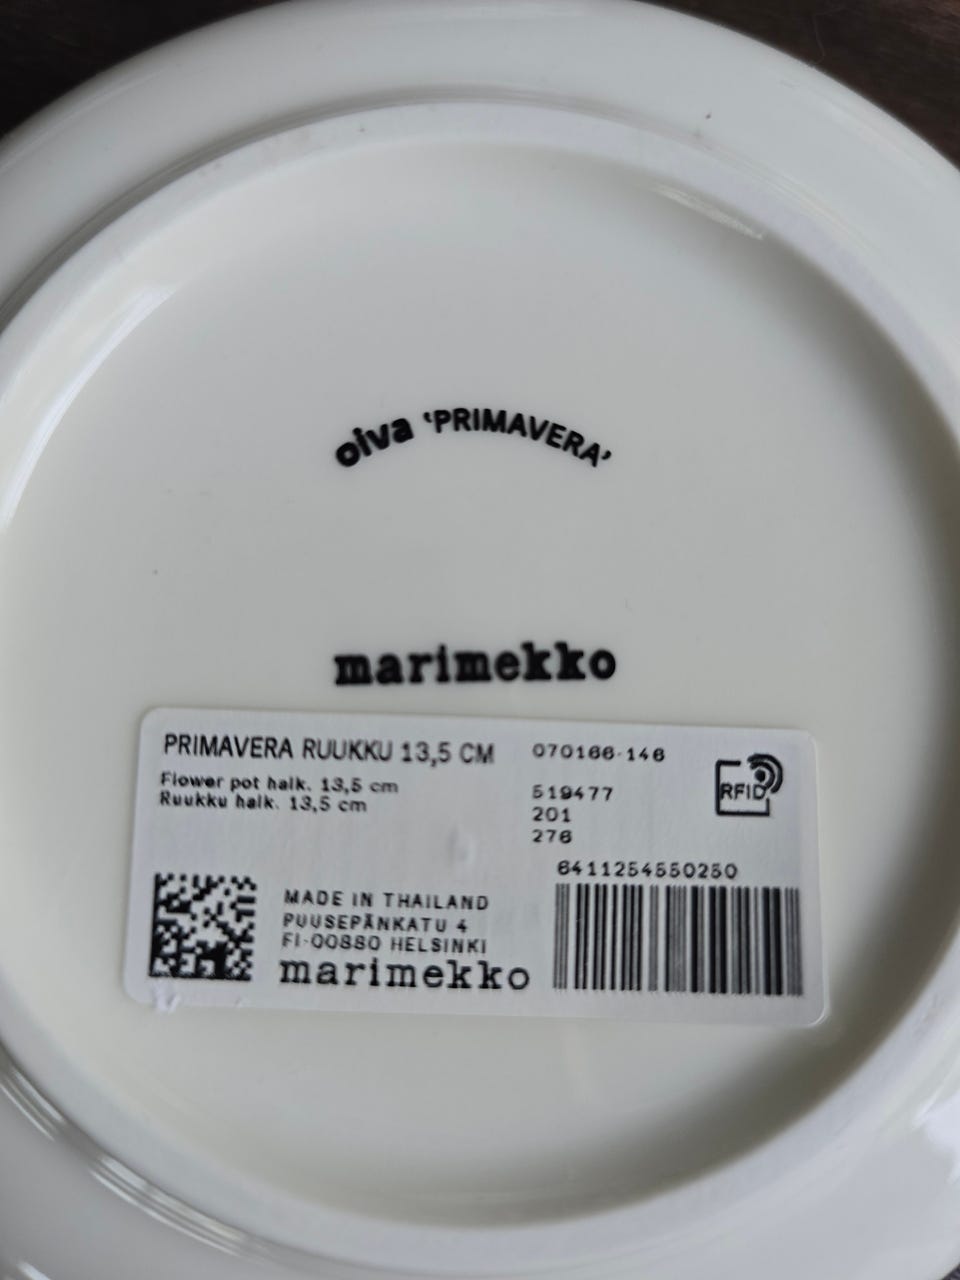 oiva ‘PRIMAVERA’
marimekko
PRIMAVERA RUUKKU 13,5 CM
Flower pot halk. 13,5 cm
Ruukku halk. 13,5 cm
070166-146
519477
201
276
RFID
6411254550250
MADE IN THAILAND
PUUSEPÄNKATU 4
FI-00880 HELSINKI
marimekko